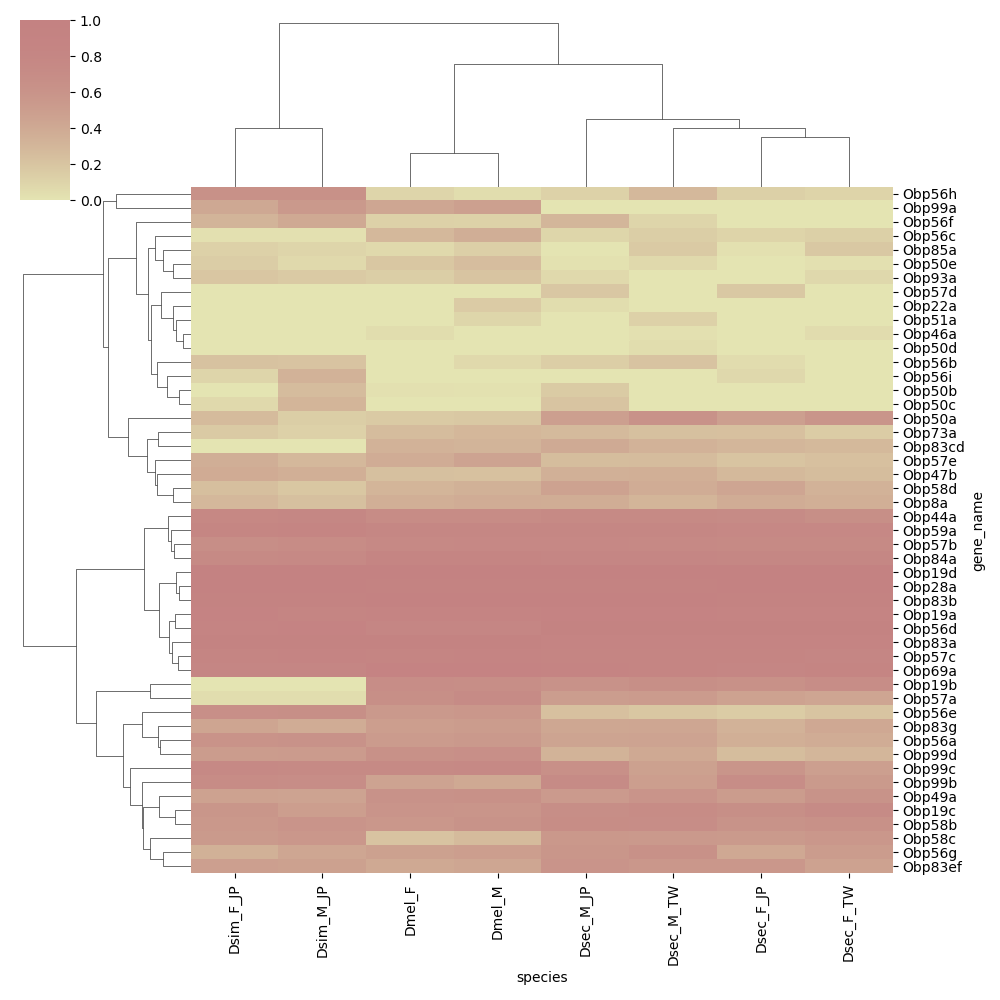 1.0
0.8
0.6
0.4
0.2
0.0
Obp56h
Obp99a
Obp56f
Obp56c
Obp85a
Obp50e
Obp93a
Obp57d
Obp22a
Obp51a
Obp46a
Obp50d
Obp56b
Obp56i
Obp50b
Obp50c
Obp50a
Obp73a
Obp83cd
Obp57e
Obp47b
Obp58d
Obp8a
Obp44a
Obp59a
Obp57b
Obp84a
Obp19d
Obp28a
Obp83b
Obp19a
Obp56d
Obp83a
Obp57c
Obp69a
Obp19b
Obp57a
Obp56e
Obp83g
Obp56a
Obp99d
Obp99c
Obp99b
Obp49a
Obp19c
Obp58b
Obp58c
Obp56g
Obp83ef
gene_name
Dsim_F_JP
Dsim_M_JP
Dmel_F
Dmel_M
Dsec_M_JP
Dsec_M_TW
Dsec_F_JP
Dsec_F_TW
species